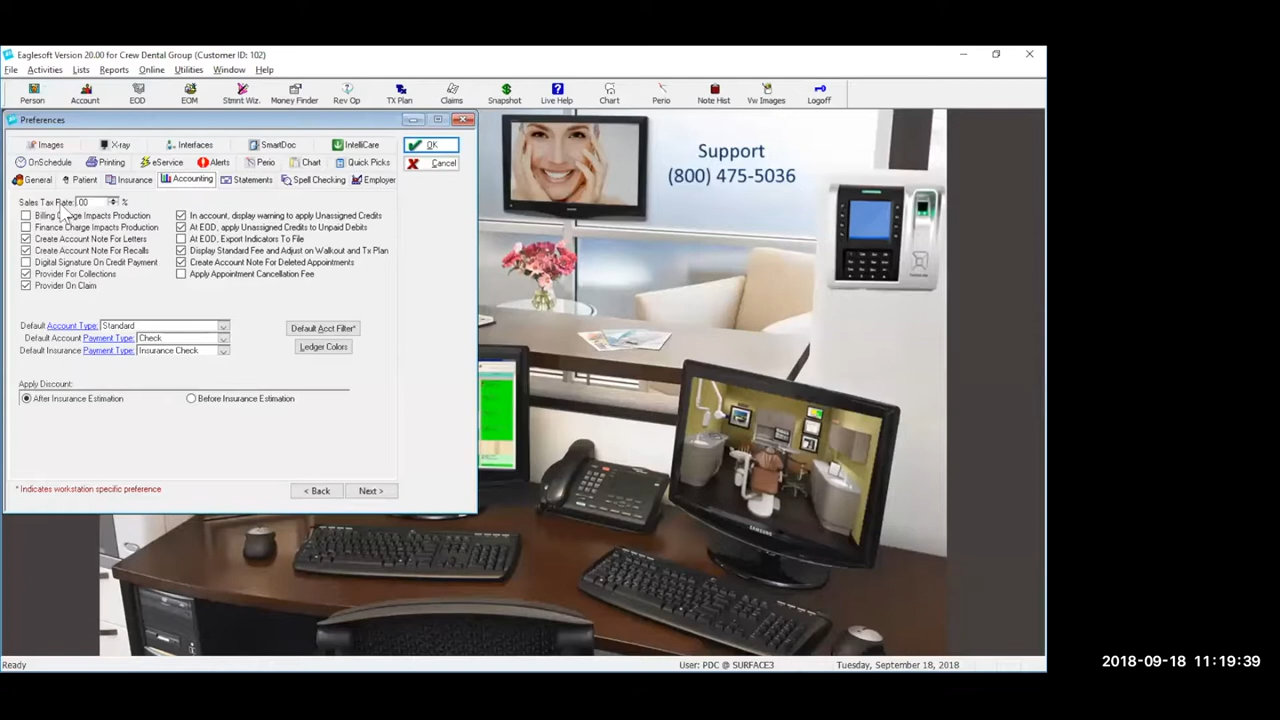 Eaglesoft Version 20.00 for Crew Dental Group (Customer ID: 102)
File Activities Lists Reports Online Utilities Window Help
Person Account EOD EOM Stmnt Wiz. Money Finder Rev Op TX Plan Claims Snapshot Live Help Chart Perio Note Hist Vw Images Logoff
Preferences
Images X-ray Interfaces SmartDoc IntelliCare
OnSchedule Printing eService Alerts Perio Chart Quick Picks
General Patient Insurance Accounting Statements Spell Checking Employer
OK
Cancel
Sales Tax Rate: .00 %
Billing Charge Impacts Production
Finance Charge Impacts Production
Create Account Note For Letters
Create Account Note For Recalls
Digital Signature On Credit Payment
Provider For Collections
Provider On Claim
In account, display warning to apply Unassigned Credits
At EOD, apply Unassigned Credits to Unpaid Debits
At EOD, Export Indicators To File
Display Standard Fee and Adjust on Walkout and Tx Plan
Create Account Note For Deleted Appointments
Apply Appointment Cancellation Fee
Default Account Type: Standard
Default Account Payment Type: Check
Default Insurance Payment Type: Insurance Check
Default Acct Filter*
Ledger Colors
Apply Discount:
After Insurance Estimation Before Insurance Estimation
* Indicates workstation specific preference
< Back Next >
Support
(800) 475-5036
SAMSUNG
Ready
User: PDC @ SURFACE3
Tuesday, September 18, 2018
2018-09-18 11:19:39